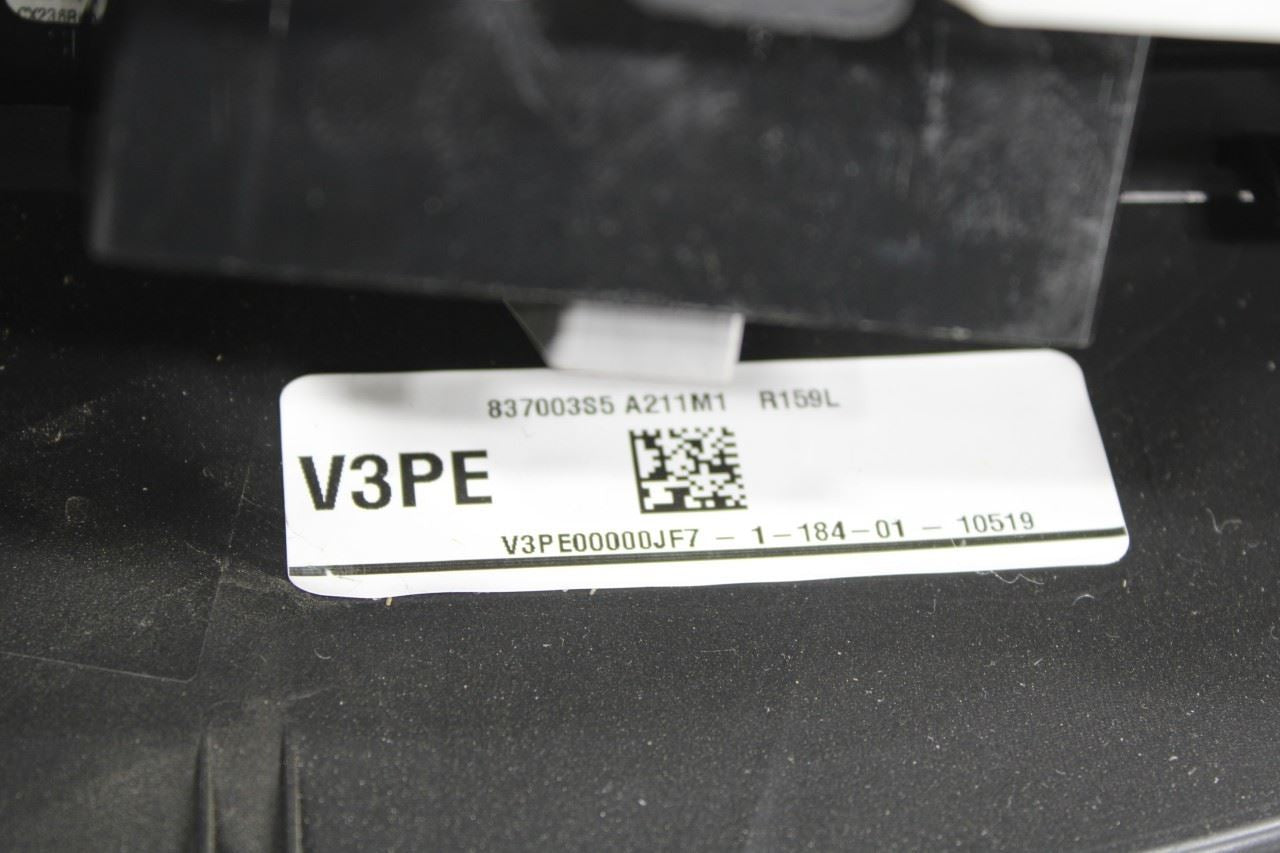 837003S5 A211M1 R159L
V3PE
V3PE00000JF7 – 1 – 184 – 01 – 10519